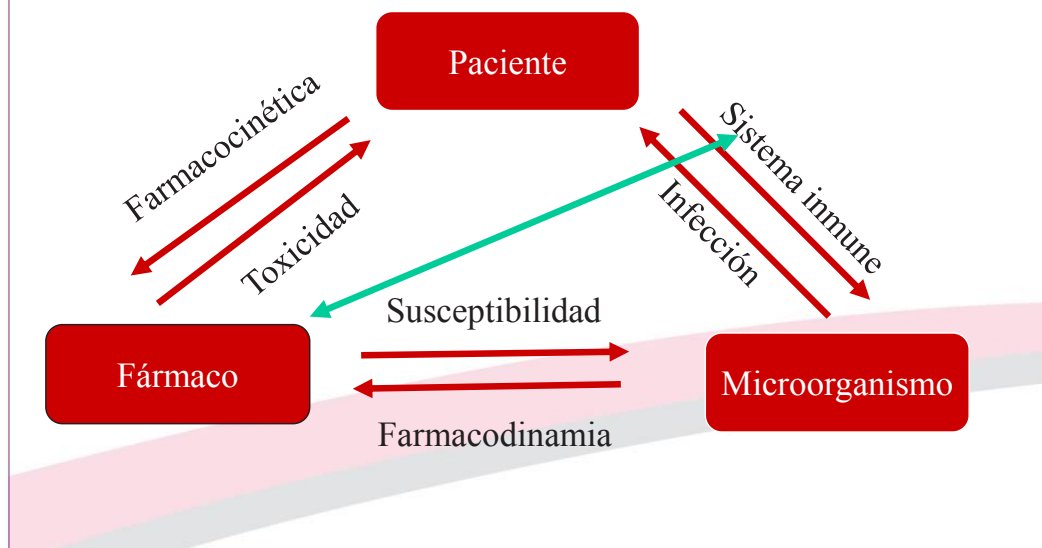 Paciente
Farmacocinética
Toxicidad
Sistema inmune
Infección
Susceptibilidad
Fármaco
Microorganismo
Farmacodinamia